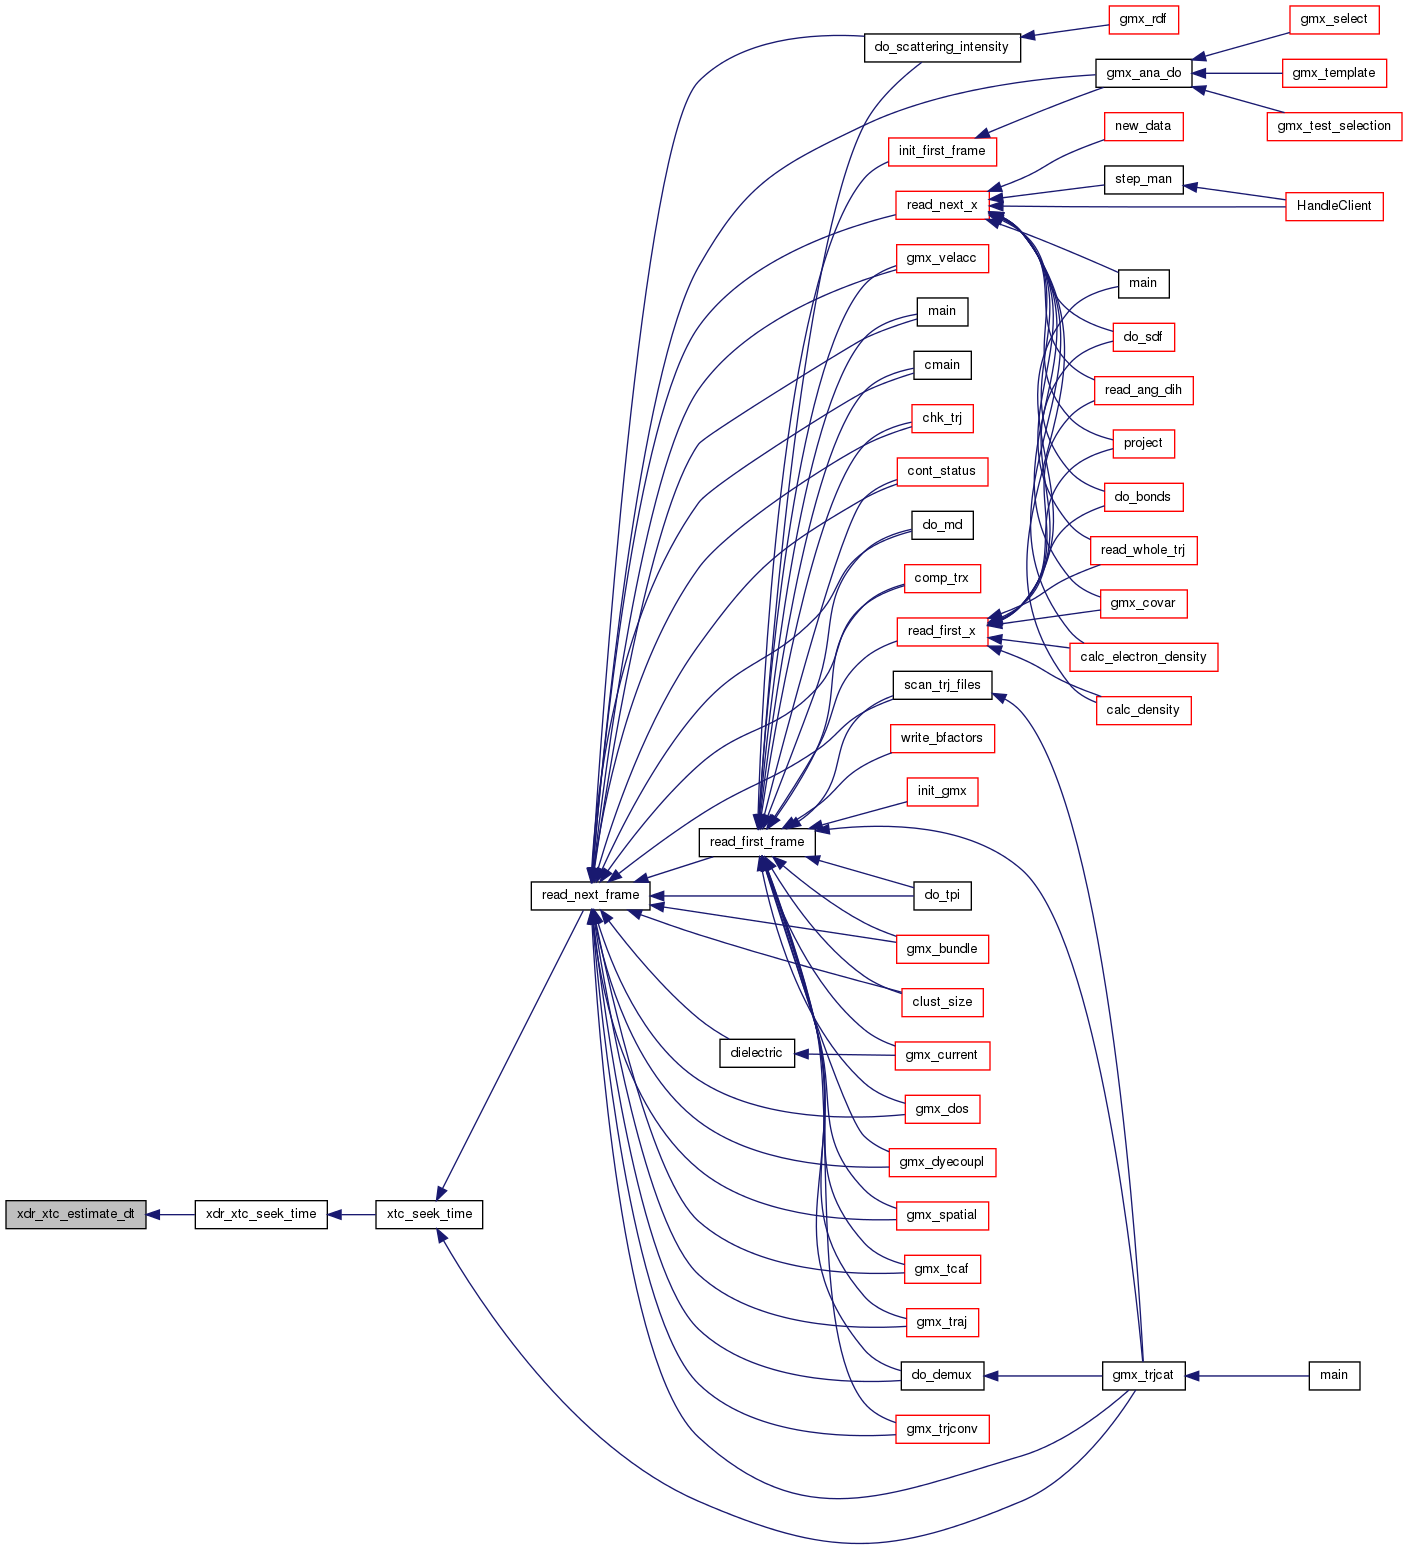 gmx_rdf
gmx_select
do_scattering_intensity
gmx_ana_do
gmx_template
new_data
gmx_test_selection
init_first_frame
step_man
read_next_x
HandleClient
gmx_velacc
main
main
do_sdf
cmain
read_ang_dih
chk_trj
project
cont_status
do_bonds
do_md
read_whole_trj
comp_trx
gmx_covar
read_first_x
calc_electron_density
scan_trj_files
calc_density
write_bfactors
init_gmx
read_first_frame
read_next_frame
do_tpi
gmx_bundle
clust_size
dielectric
gmx_current
gmx_dos
gmx_dyecoupl
xdr_xtc_estimate_dt
xdr_xtc_seek_time
xtc_seek_time
gmx_spatial
gmx_tcaf
gmx_traj
do_demux
gmx_trjcat
main
gmx_trjconv